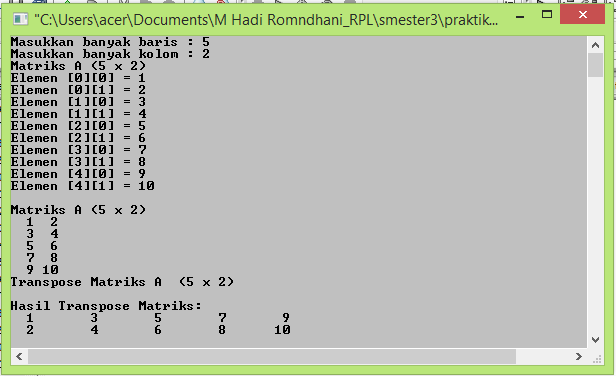 "C:\Users\acer\Documents\M Hadi Romndhani_RPL\smester3\praktik...
Masukkan banyak baris : 5
Masukkan banyak kolom : 2
Matriks A (5 x 2)
Elemen [0][0] = 1
Elemen [0][1] = 2
Elemen [1][0] = 3
Elemen [1][1] = 4
Elemen [2][0] = 5
Elemen [2][1] = 6
Elemen [3][0] = 7
Elemen [3][1] = 8
Elemen [4][0] = 9
Elemen [4][1] = 10
Matriks A (5 x 2)
1 2
3 4
5 6
7 8
9 10
Transpose Matriks A (5 x 2)
Hasil Transpose Matriks:
1 3 5 7 9
2 4 6 8 10